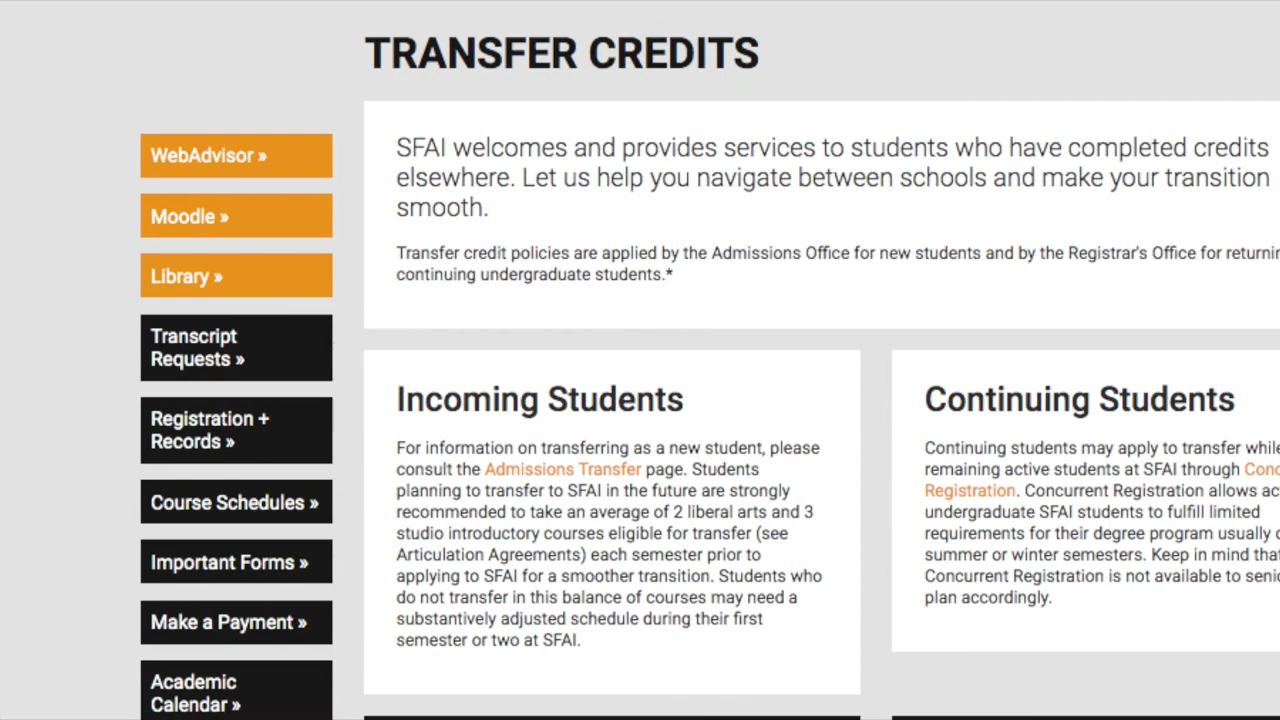 TRANSFER CREDITS
WebAdvisor »
Moodle »
Library »
Transcript
Requests »
Registration +
Records »
Course Schedules »
Important Forms »
Make a Payment »
Academic
Calendar »
SFAI welcomes and provides services to students who have completed credits
elsewhere. Let us help you navigate between schools and make your transition
smooth.
Transfer credit policies are applied by the Admissions Office for new students and by the Registrar's Office for
continuing undergraduate students.*
Incoming Students
For information on transferring as a new student, please
consult the Admissions Transfer page. Students
planning to transfer to SFAI in the future are strongly
recommended to take an average of 2 liberal arts and 3
studio introductory courses eligible for transfer (see
Articulation Agreements) each semester prior to
applying to SFAI for a smoother transition. Students who
do not transfer in this balance of courses may need a
substantively adjusted schedule during their first
semester or two at SFAI.
Continuing Students
Continuing students may apply to transfer while
remaining active students at SFAI through
Registration. Concurrent Registration allows
undergraduate SFAI students to fulfill limited
requirements for their degree program usually
summer or winter semesters. Keep in mind that
Concurrent Registration is not available to
plan accordingly.